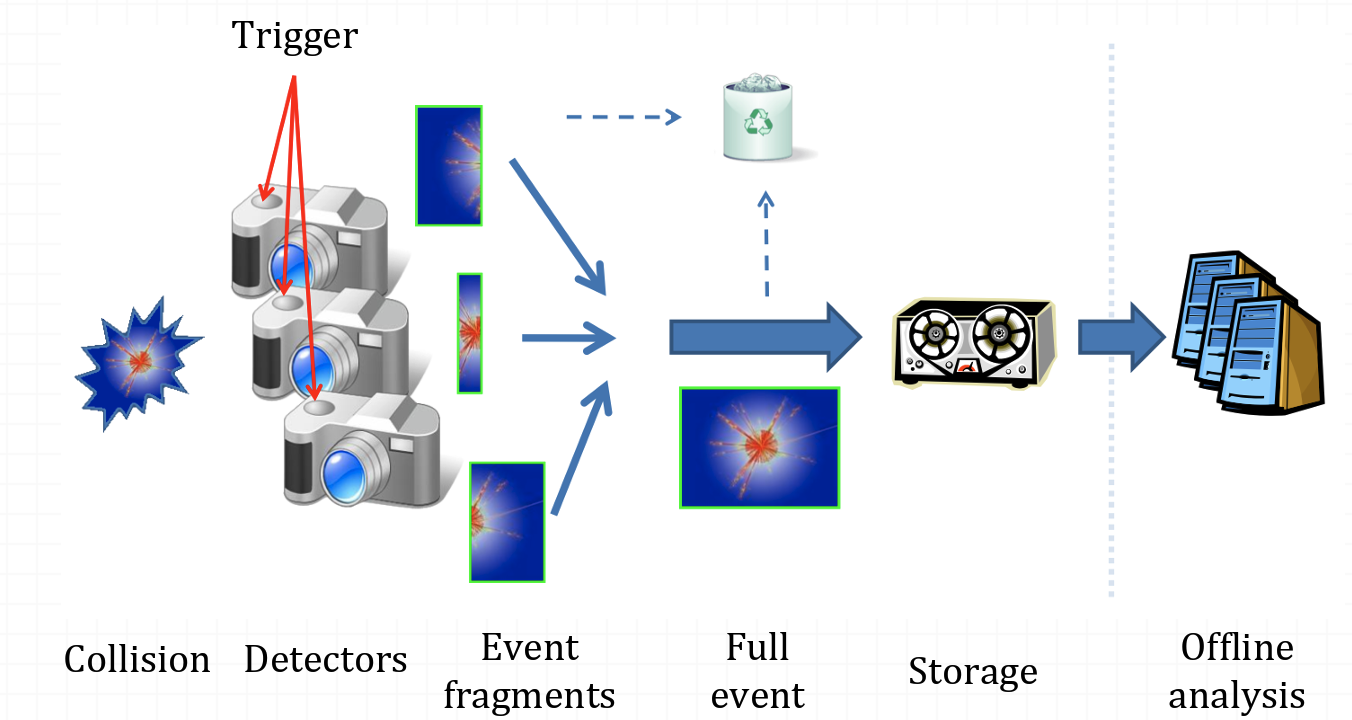 Trigger
Collision
Detectors
Event
fragments
Full
event
Storage
Offline
analysis